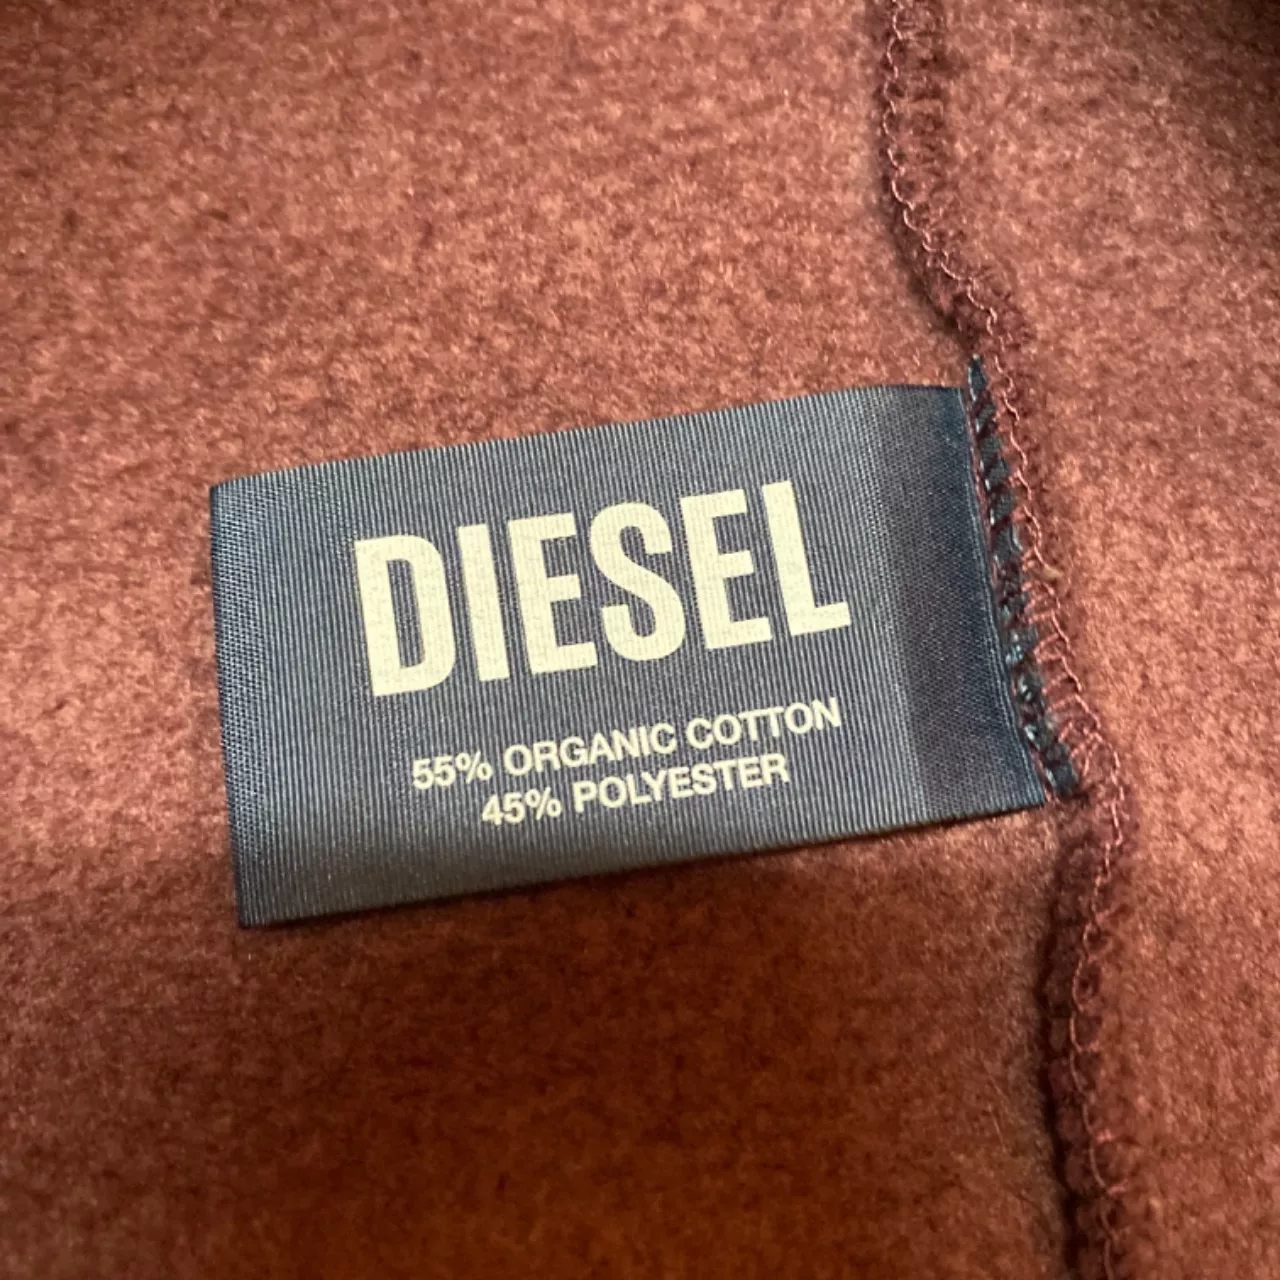 DIESEL
55% ORGANIC COTTON
45% POLYESTER